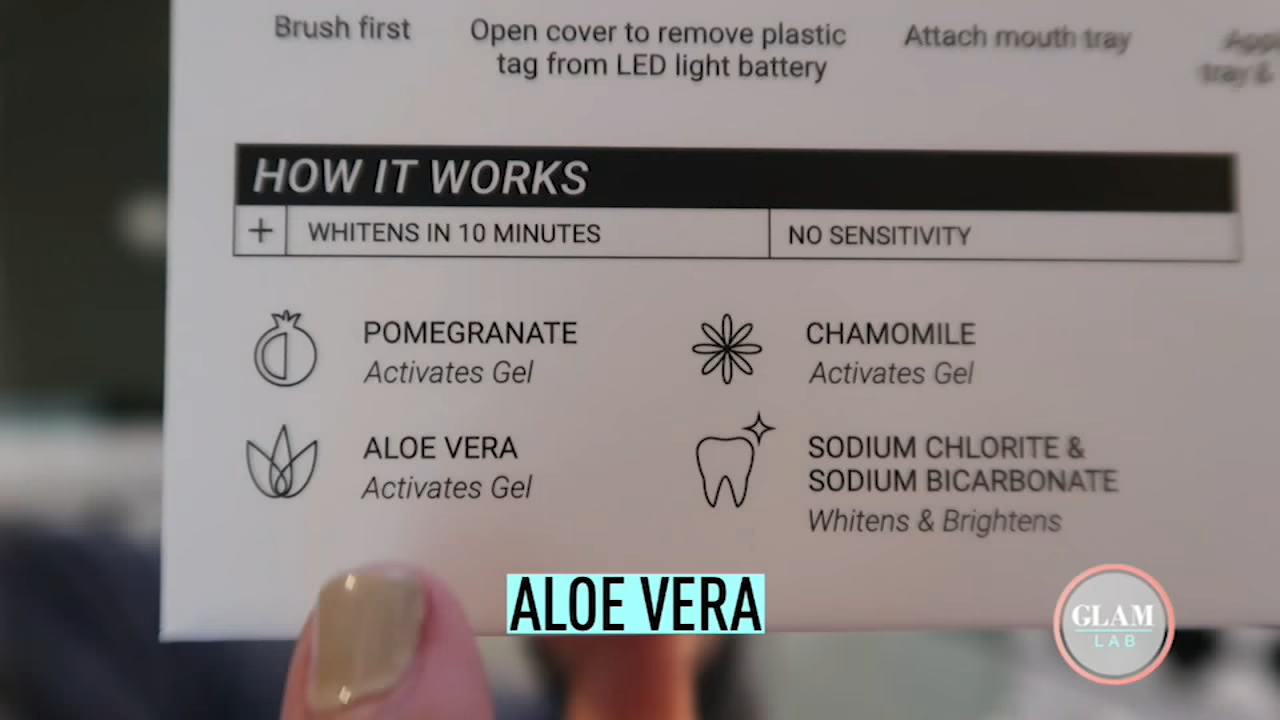 Brush first
Open cover to remove plastic
tag from LED light battery
Attach mouth tray
tray &
HOW IT WORKS
+ WHITENS IN 10 MINUTES
NO SENSITIVITY
POMEGRANATE
Activates Gel
CHAMOMILE
Activates Gel
ALOE VERA
Activates Gel
SODIUM CHLORITE &
SODIUM BICARBONATE
Whitens & Brightens
ALOE VERA
GLAM
LAB